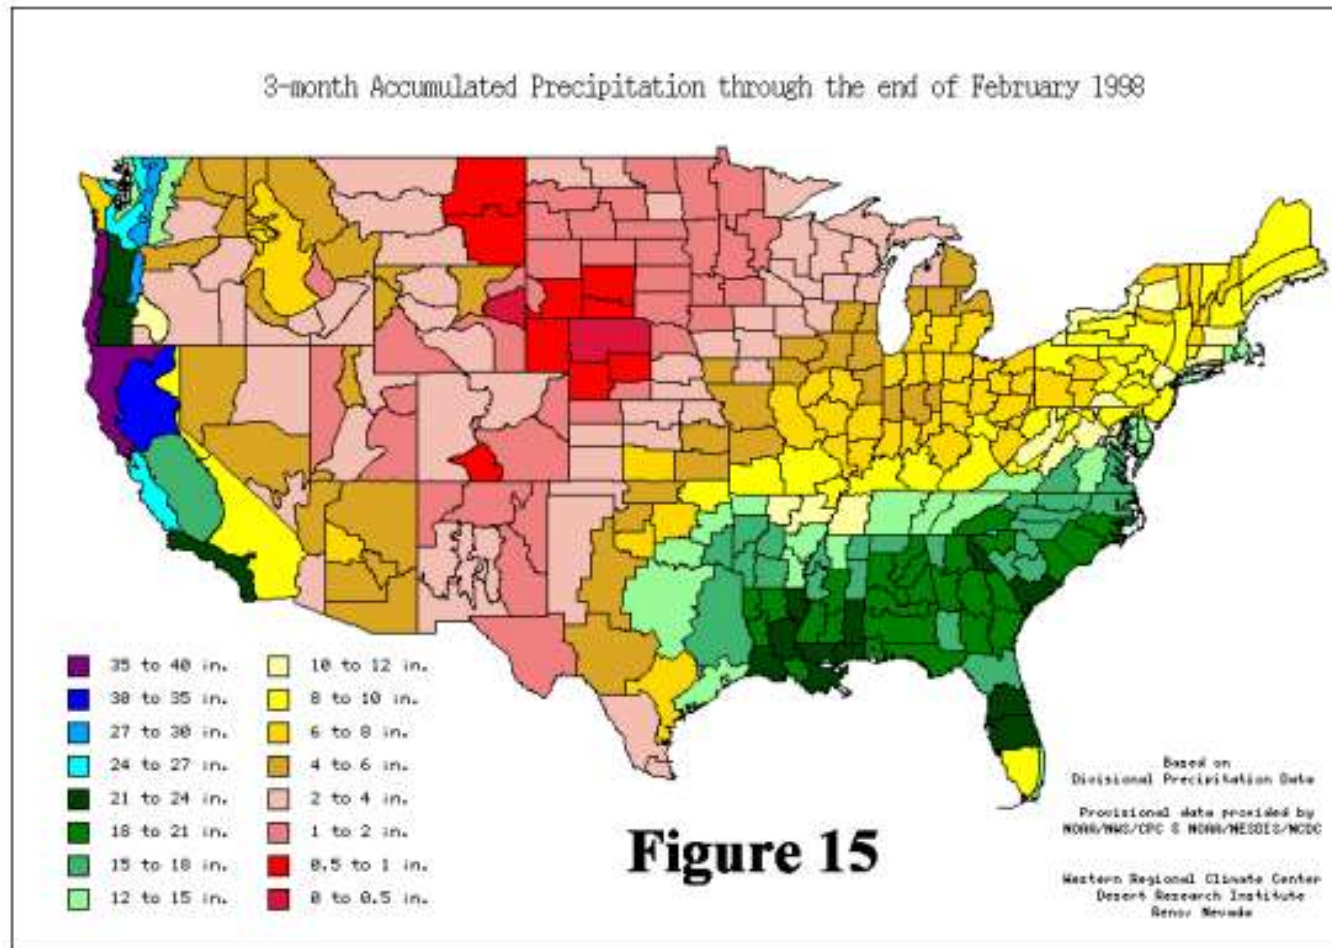 3-month Accumulated Precipitation through the end of February 1998
35 to 40 in.
30 to 35 in.
27 to 30 in.
24 to 27 in.
21 to 24 in.
18 to 21 in.
15 to 18 in.
12 to 15 in.
10 to 12 in.
8 to 10 in.
6 to 8 in.
4 to 6 in.
2 to 4 in.
1 to 2 in.
0.5 to 1 in.
0 to 0.5 in.
Figure 15
Based on
Divisional Precipitation Data
Provisional data provided by
NOAA/NWS/CPC & NOAA/NESDIS/NCDC
Western Regional Climate Center
Desert Research Institute
Reno, Nevada